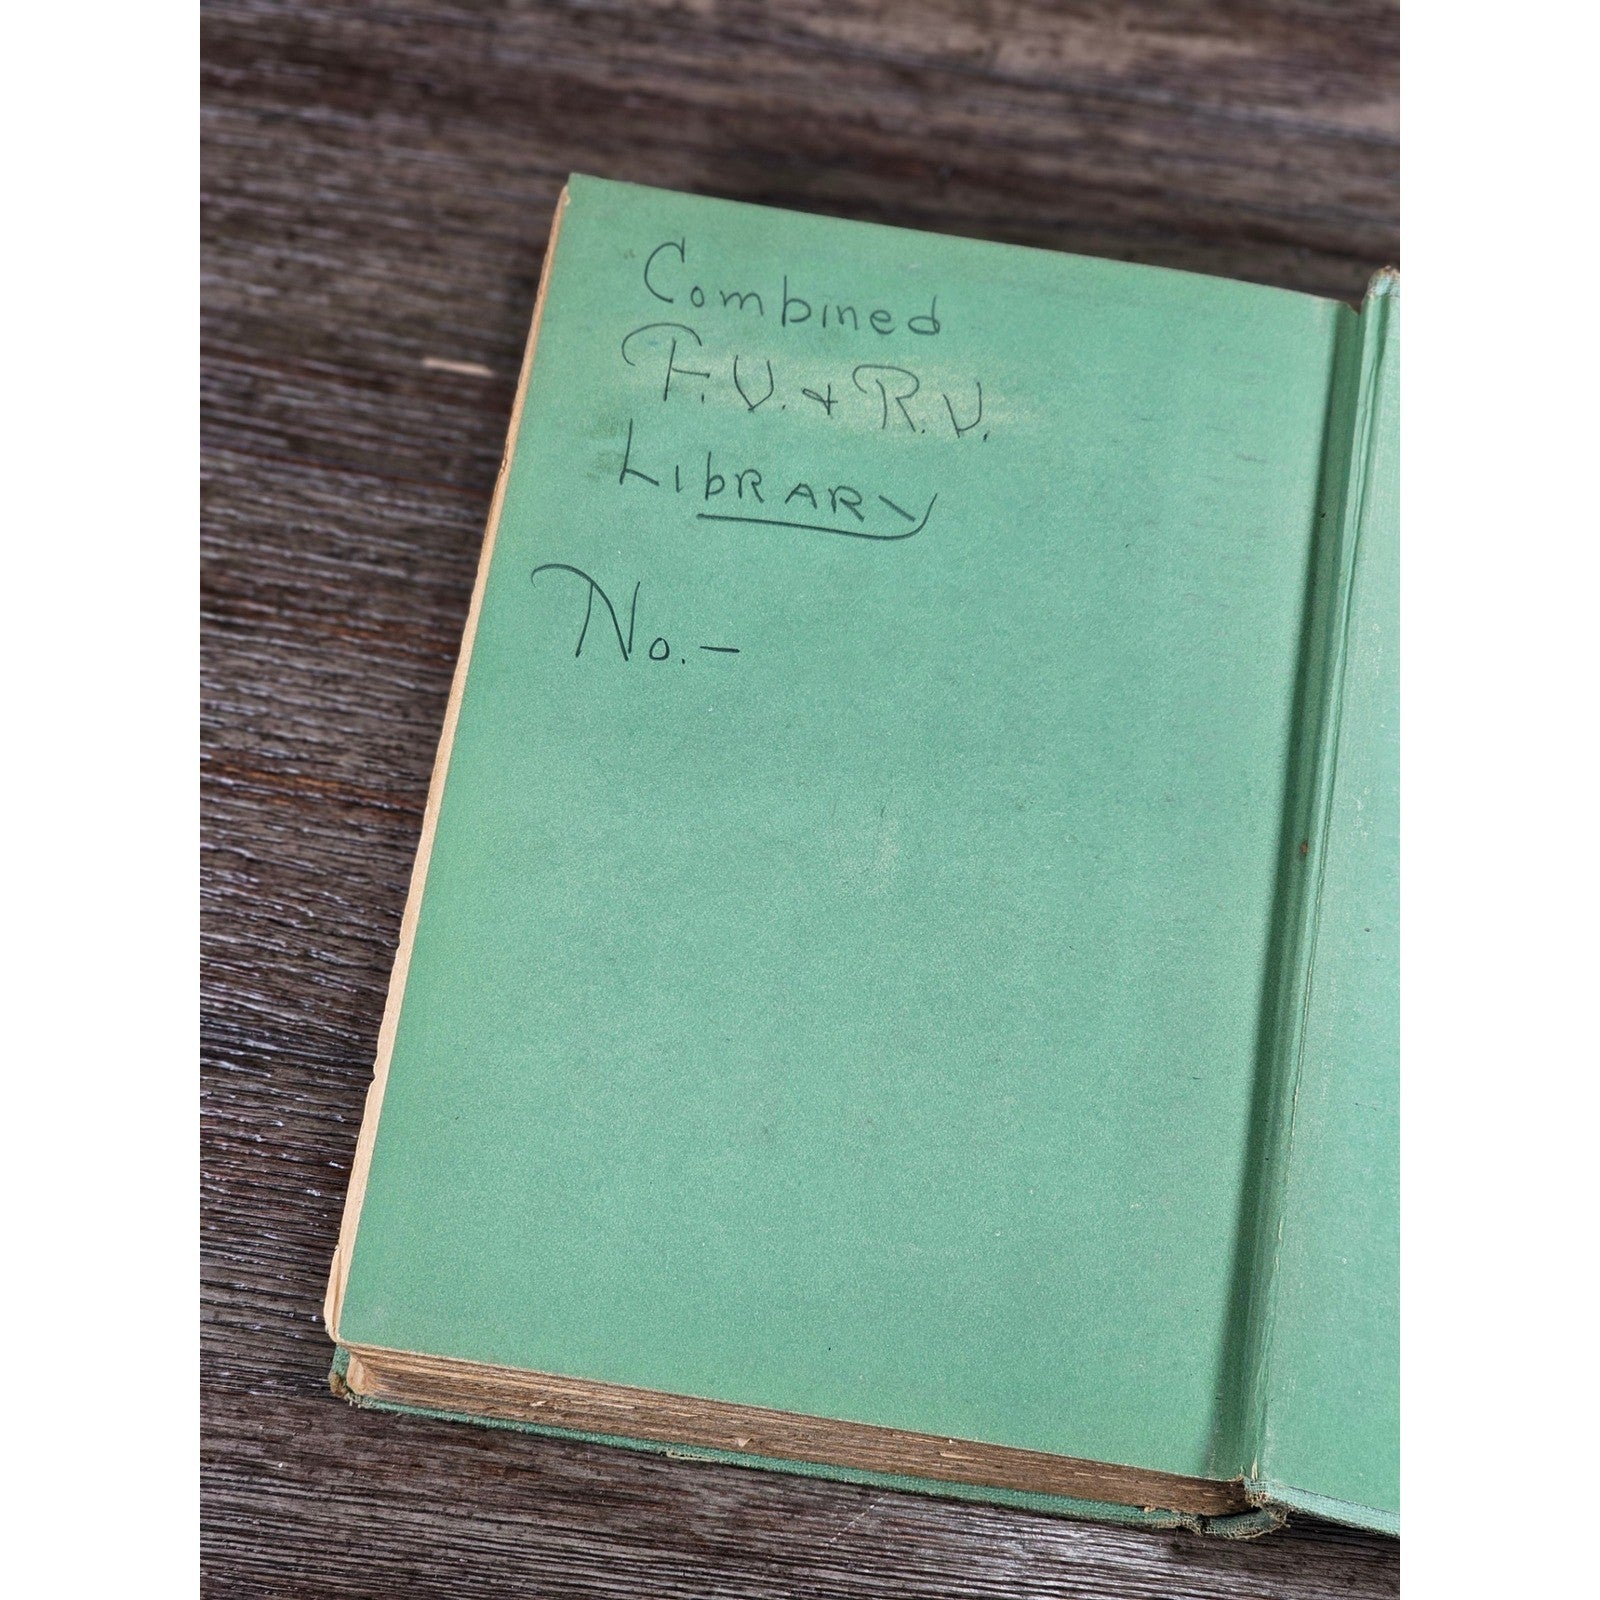 Combined
F.V. & R.V.
LibRARY
No.-